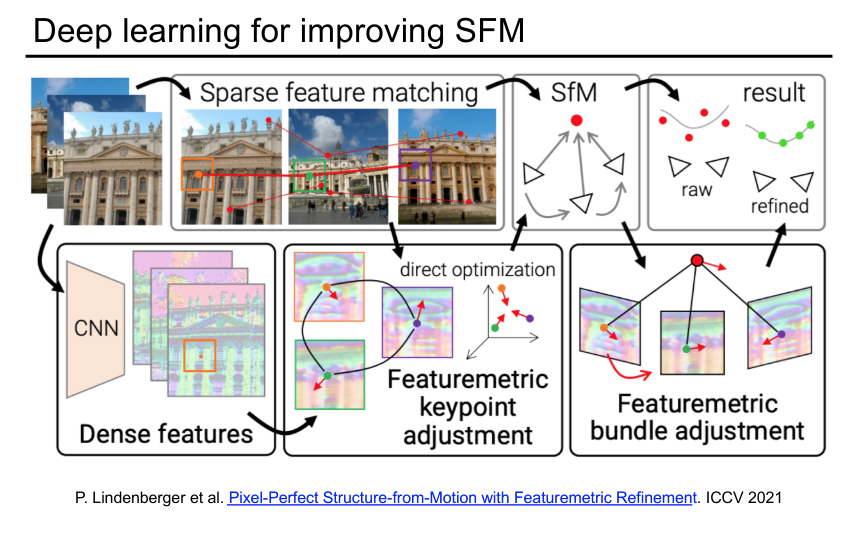 Deep learning for improving SFM
Sparse feature matching
SfM
result
raw
refined
CNN
Dense features
direct optimization
Featuremetric
keypoint
adjustment
Featuremetric
bundle adjustment
P. Lindenberger et al. Pixel-Perfect Structure-from-Motion with Featuremetric Refinement. ICCV 2021